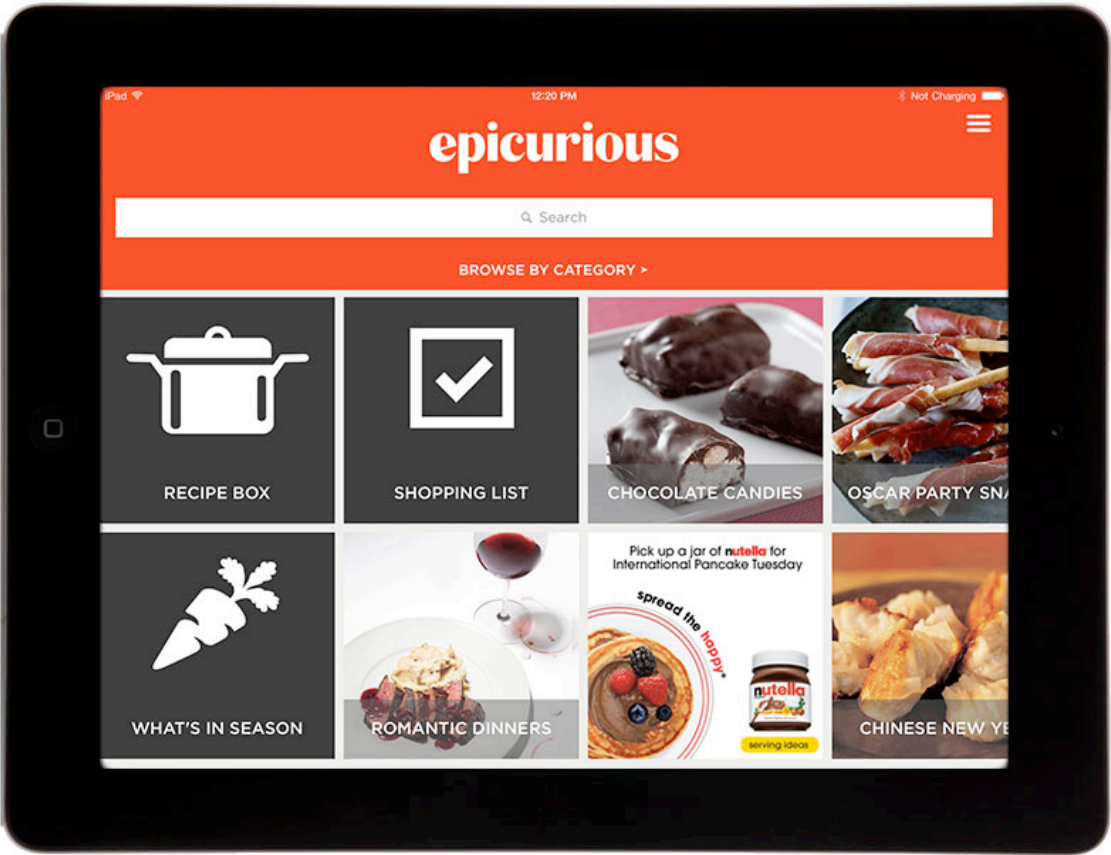 iPad
12:20 PM
Not Charging
epicurious
Search
BROWSE BY CATEGORY
RECIPE BOX
SHOPPING LIST
CHOCOLATE CANDIES
OSCAR PARTY SN
WHAT'S IN SEASON
ROMANTIC DINNERS
Pick up a jar of nutella for
International Pancake Tuesday
spread the happy*
nutella
serving ideas
CHINESE NEW YE